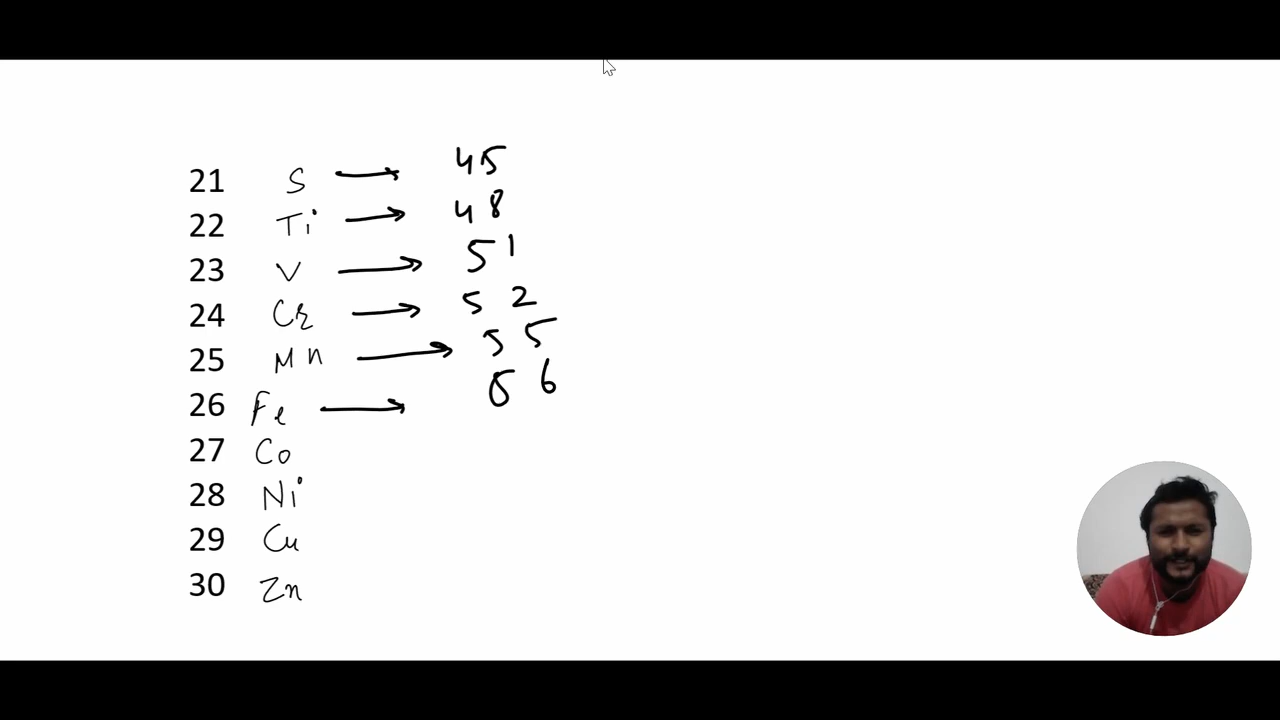 21 S → 45
22 Ti → 48
23 V → 51
24 Cr → 52
25 Mn → 55
26 Fe → 56
27 Co
28 Ni
29 Cu
30 Zn